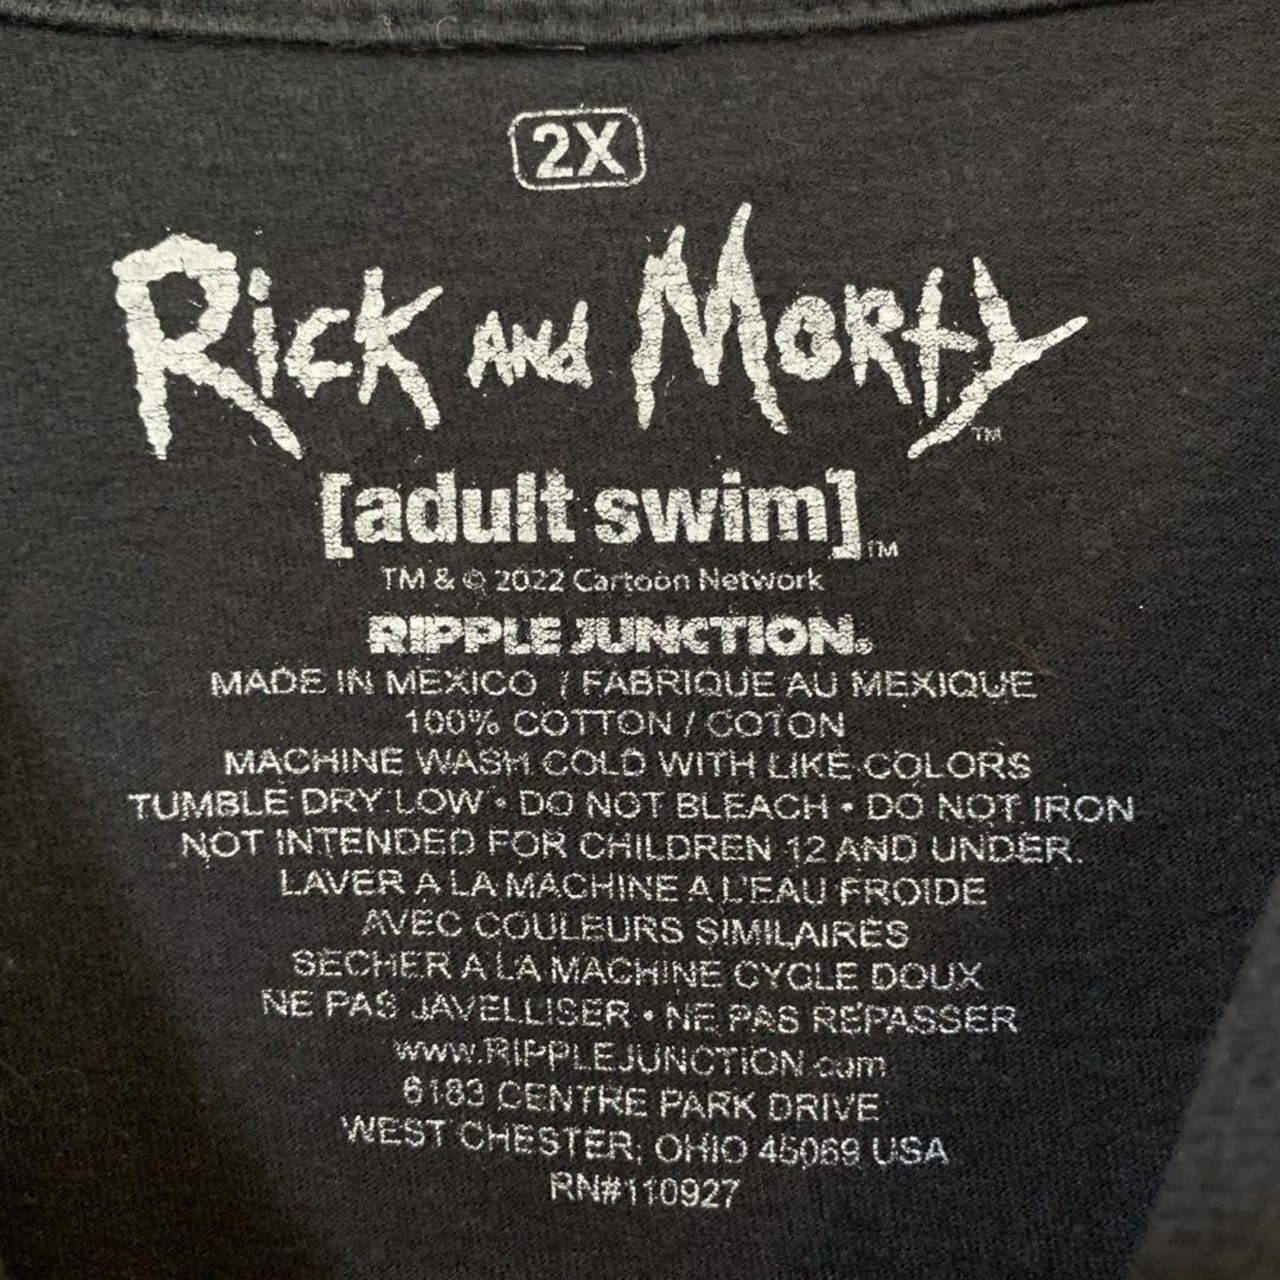 2X
Rick and Morty™
[adult swim]™
TM & © 2022 Cartoon Network
RIPPLE JUNCTION®
MADE IN MEXICO / FABRIQUE AU MEXIQUE
100% COTTON / COTON
MACHINE WASH COLD WITH LIKE COLORS
TUMBLE DRY LOW • DO NOT BLEACH • DO NOT IRON
NOT INTENDED FOR CHILDREN 12 AND UNDER.
LAVER A LA MACHINE A L'EAU FROIDE
AVEC COULEURS SIMILAIRES
SECHER A LA MACHINE CYCLE DOUX
NE PAS JAVELLISER • NE PAS REPASSER
www.RIPPLEJUNCTION.com
6183 CENTRE PARK DRIVE
WEST CHESTER, OHIO 45069 USA
RN#110927